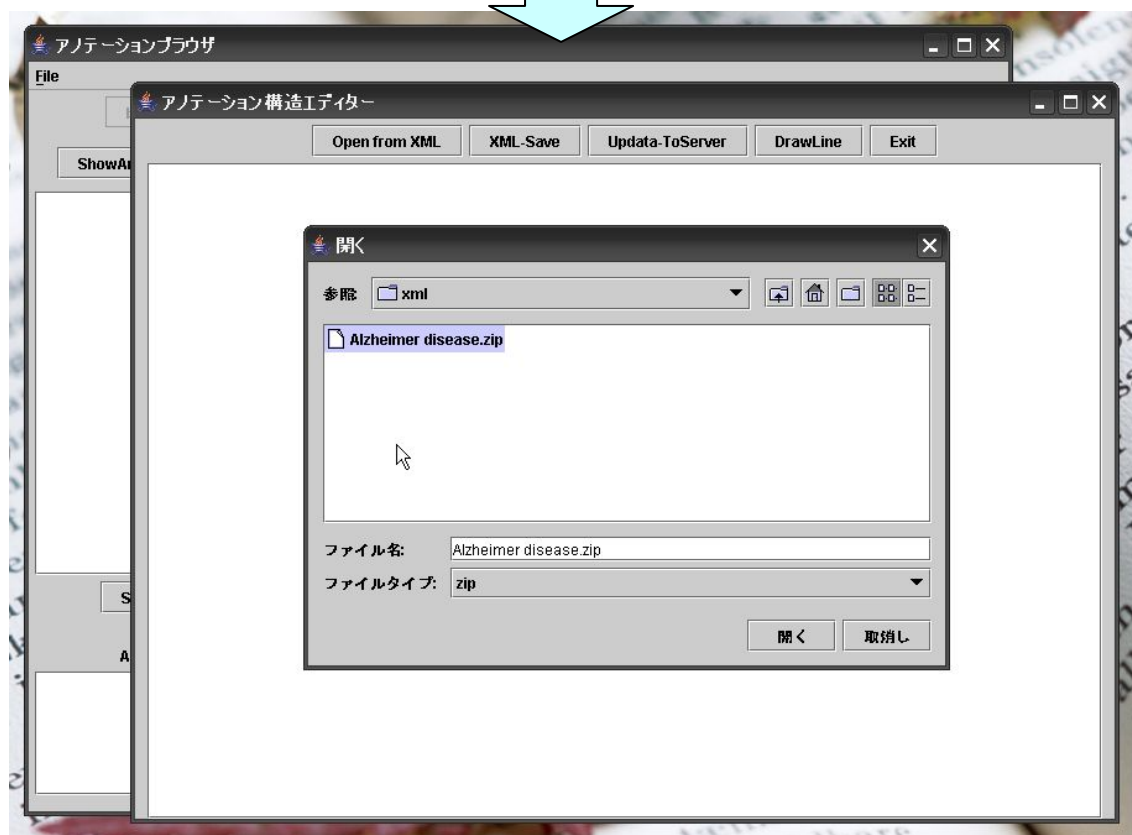 アノテーションブラウザ
File
アノテーション構造エディター
Open from XML XML-Save Updata-ToServer DrawLine Exit
ShowA
開く
参照: xml
Alzheimer disease.zip
ファイル名: Alzheimer disease.zip
ファイルタイプ: zip
開く 取消し
S
A